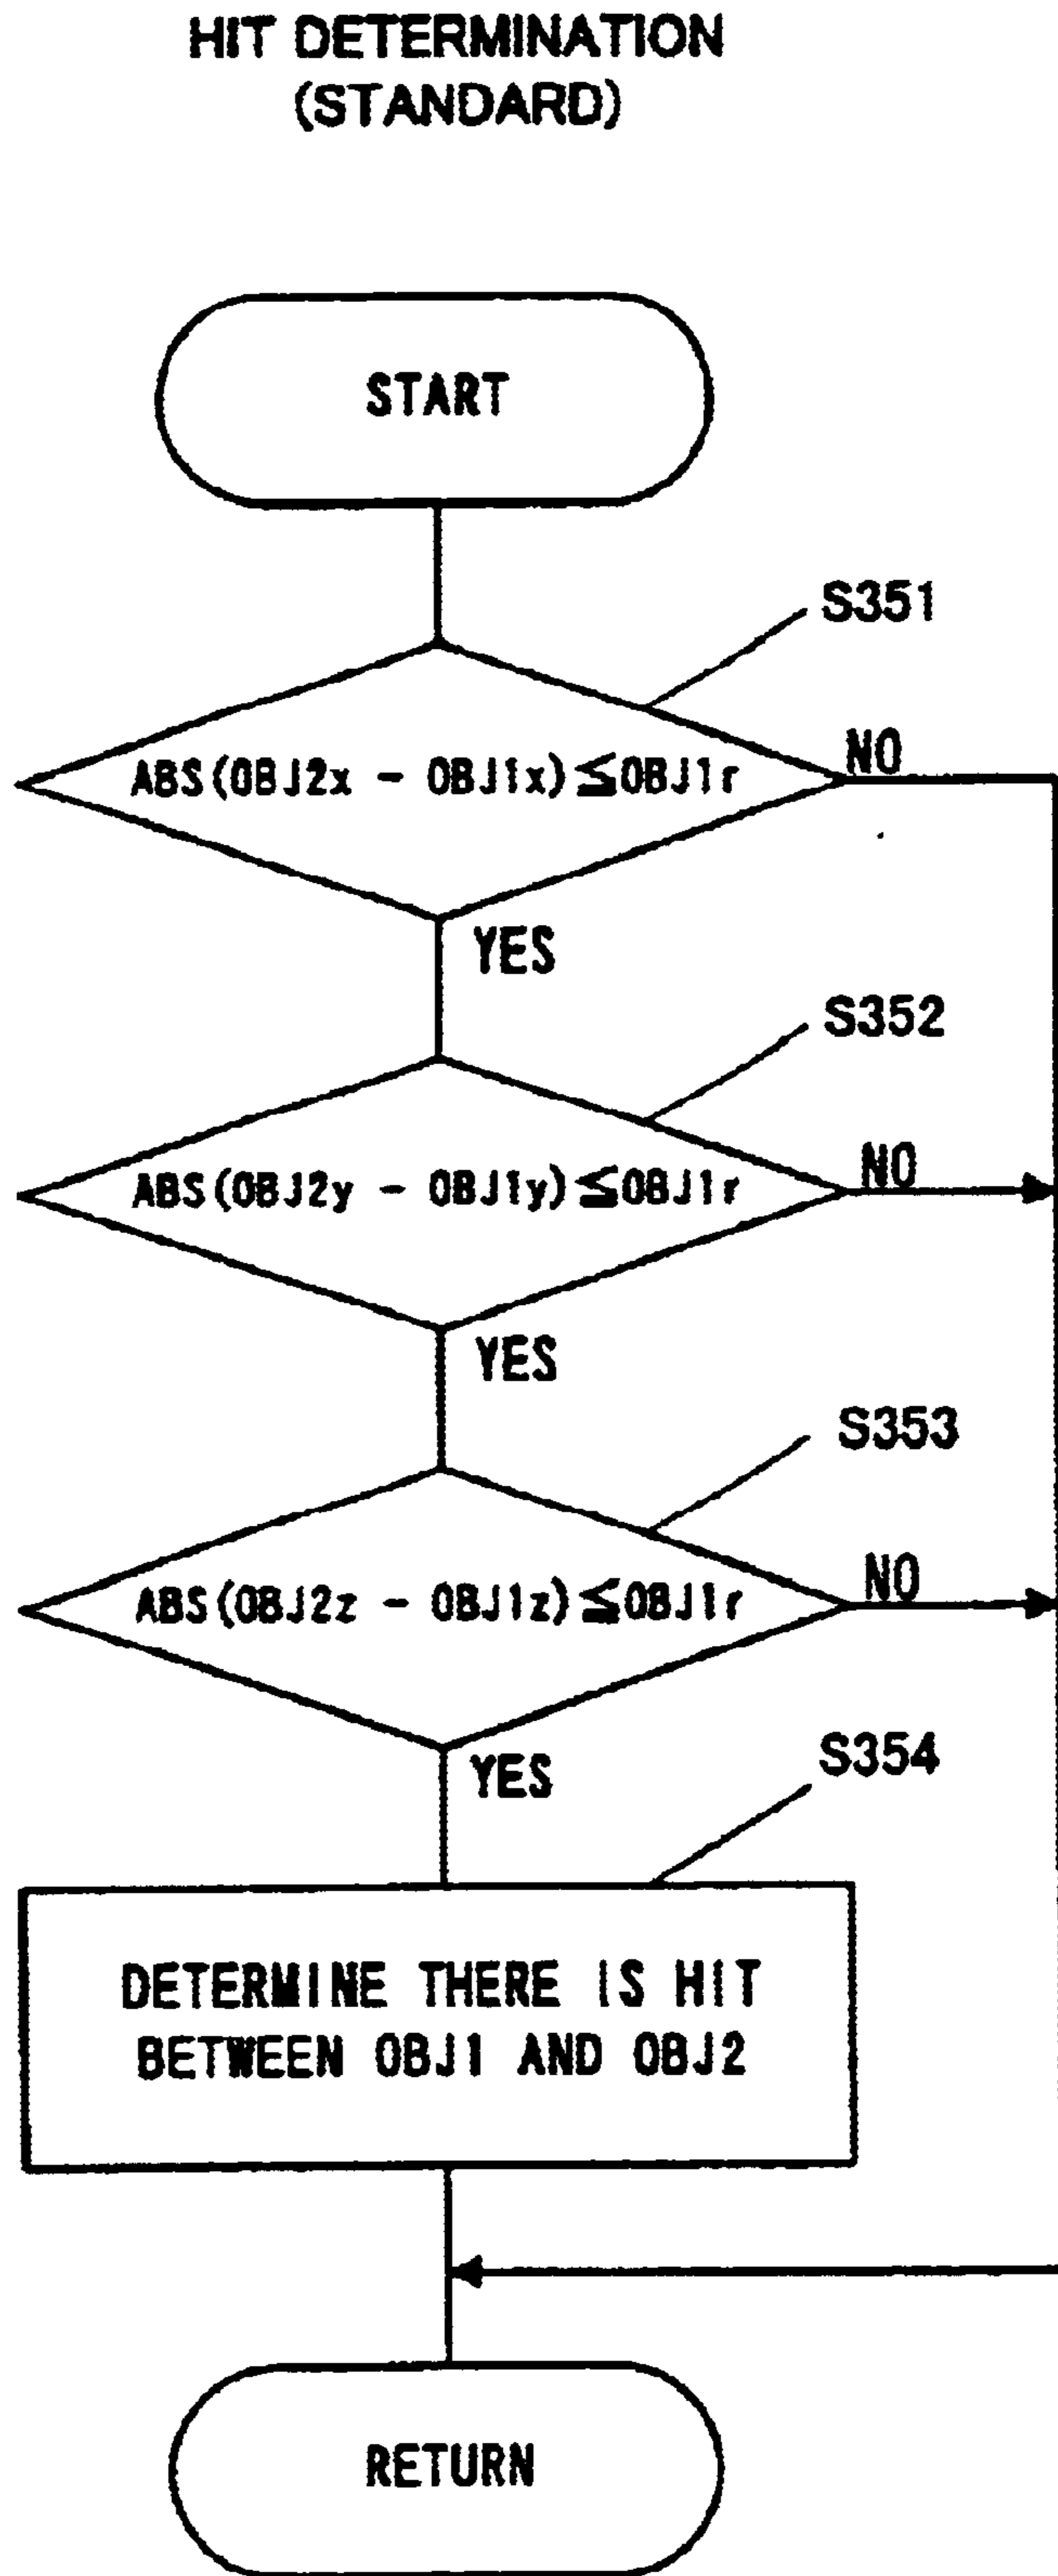 HIT DETERMINATION
(STANDARD)
START
S351
ABS(OBJ2x - OBJ1x)≦OBJ1r
NO
YES
S352
ABS(OBJ2y - OBJ1y)≦OBJ1r
NO
YES
S353
ABS(OBJ2z - OBJ1z)≦OBJ1r
NO
YES
S354
DETERMINE THERE IS HIT
BETWEEN OBJ1 AND OBJ2
RETURN